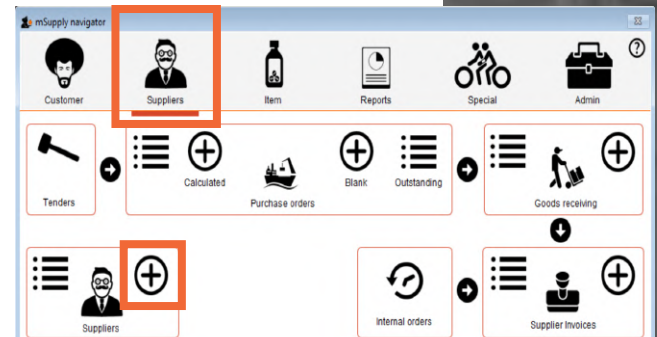 mSupply navigator
Customer
Suppliers
Item
Reports
Special
Admin
?
Tenders
Calculated
Purchase orders
Blank
Outstanding
Goods receiving
Suppliers
Internal orders
Supplier Invoices